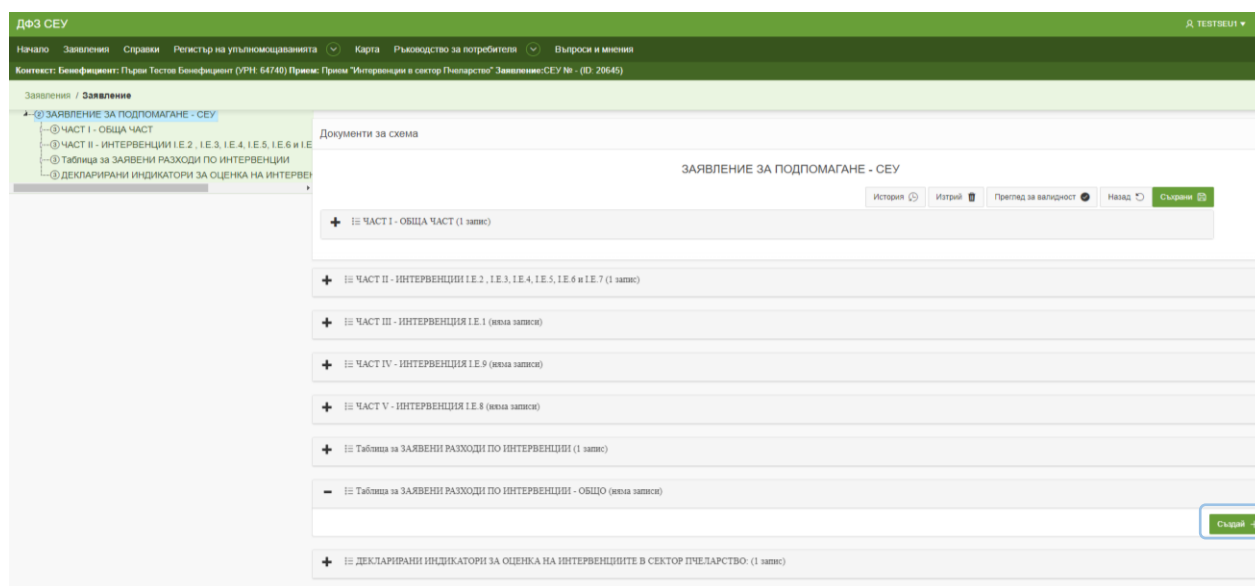 ДФЗ СЕУ
TESTSEU1
Начало Заявления Справки Регистър на упълномощаванията Карта Ръководство за потребителя Въпроси и мнения
Контекст: Бенефициент: Първи Тестов Бенефициент (УРН: 64740) Прием: Прием "Интервенции в сектор Пчеларство" Заявление:СЕУ № - (ID: 20645)
Заявления / Заявление
2 ЗАЯВЛЕНИЕ ЗА ПОДПОМАГАНЕ - СЕУ
3 ЧАСТ I - ОБЩА ЧАСТ
3 ЧАСТ II - ИНТЕРВЕНЦИИ I.E.2 , I.E.3, I.E.4, I.E.5, I.E.6 и I.E
3 Таблица за ЗАЯВЕНИ РАЗХОДИ ПО ИНТЕРВЕНЦИИ
3 ДЕКЛАРИРАНИ ИНДИКАТОРИ ЗА ОЦЕНКА НА ИНТЕРВЕН
Документи за схема
ЗАЯВЛЕНИЕ ЗА ПОДПОМАГАНЕ - СЕУ
История Изтрий Преглед за валидност Назад Съхрани
ЧАСТ I - ОБЩА ЧАСТ (1 запис)
ЧАСТ II - ИНТЕРВЕНЦИИ I.E.2 , I.E.3, I.E.4, I.E.5, I.E.6 и I.E.7 (1 запис)
ЧАСТ III - ИНТЕРВЕНЦИЯ I.E.1 (няма записи)
ЧАСТ IV - ИНТЕРВЕНЦИЯ I.E.9 (няма записи)
ЧАСТ V - ИНТЕРВЕНЦИЯ I.E.8 (няма записи)
Таблица за ЗАЯВЕНИ РАЗХОДИ ПО ИНТЕРВЕНЦИИ (1 запис)
Таблица за ЗАЯВЕНИ РАЗХОДИ ПО ИНТЕРВЕНЦИИ - ОБЩО (няма записи)
Създай
ДЕКЛАРИРАНИ ИНДИКАТОРИ ЗА ОЦЕНКА НА ИНТЕРВЕНЦИИТЕ В СЕКТОР ПЧЕЛАРСТВО: (1 запис)